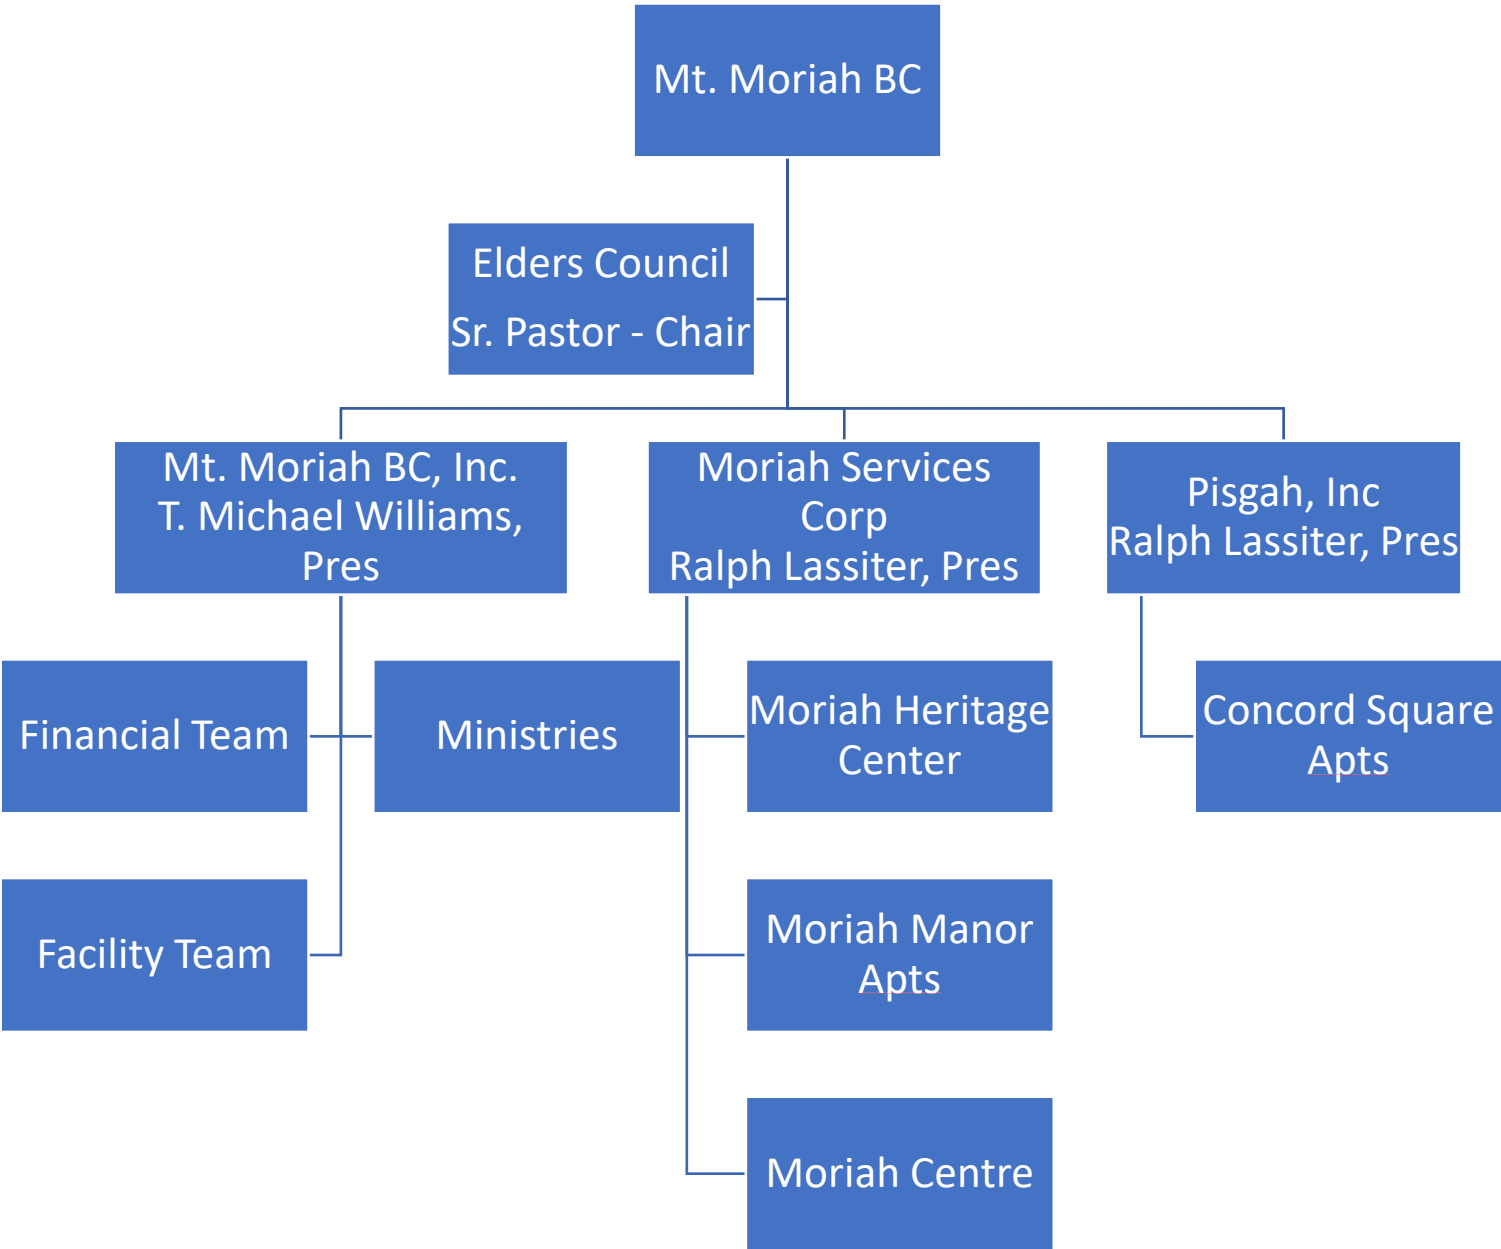 Mt. Moriah BC
Elders Council
Sr. Pastor - Chair
Mt. Moriah BC, Inc.
T. Michael Williams,
Pres
Moriah Services
Corp
Ralph Lassiter, Pres
Pisgah, Inc
Ralph Lassiter, Pres
Financial Team
Ministries
Moriah Heritage
Center
Concord Square
Apts
Facility Team
Moriah Manor
Apts
Moriah Centre